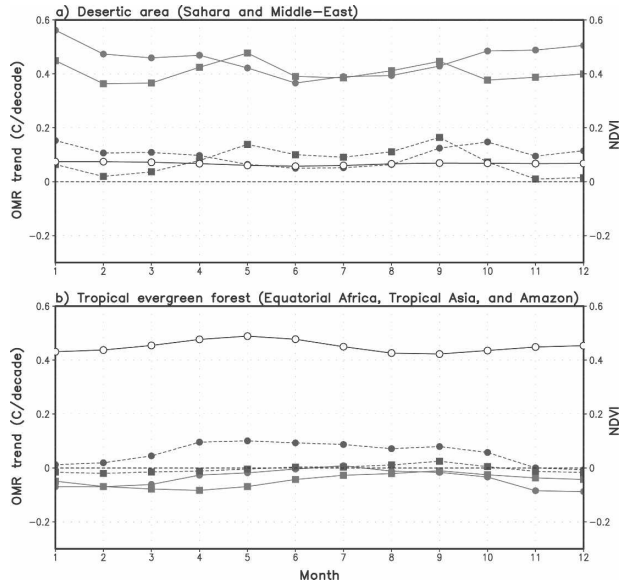 a) Desertic area (Sahara and Middle-East)
0.6
0.4
0.2
0
-0.2
OMR trend (C/decade)
0.6
0.4
0.2
0
-0.2
NDVI
1 2 3 4 5 6 7 8 9 10 11 12
b) Tropical evergreen forest (Equatorial Africa, Tropical Asia, and Amazon)
0.6
0.4
0.2
0
-0.2
OMR trend (C/decade)
0.6
0.4
0.2
0
-0.2
NDVI
1 2 3 4 5 6 7 8 9 10 11 12
Month